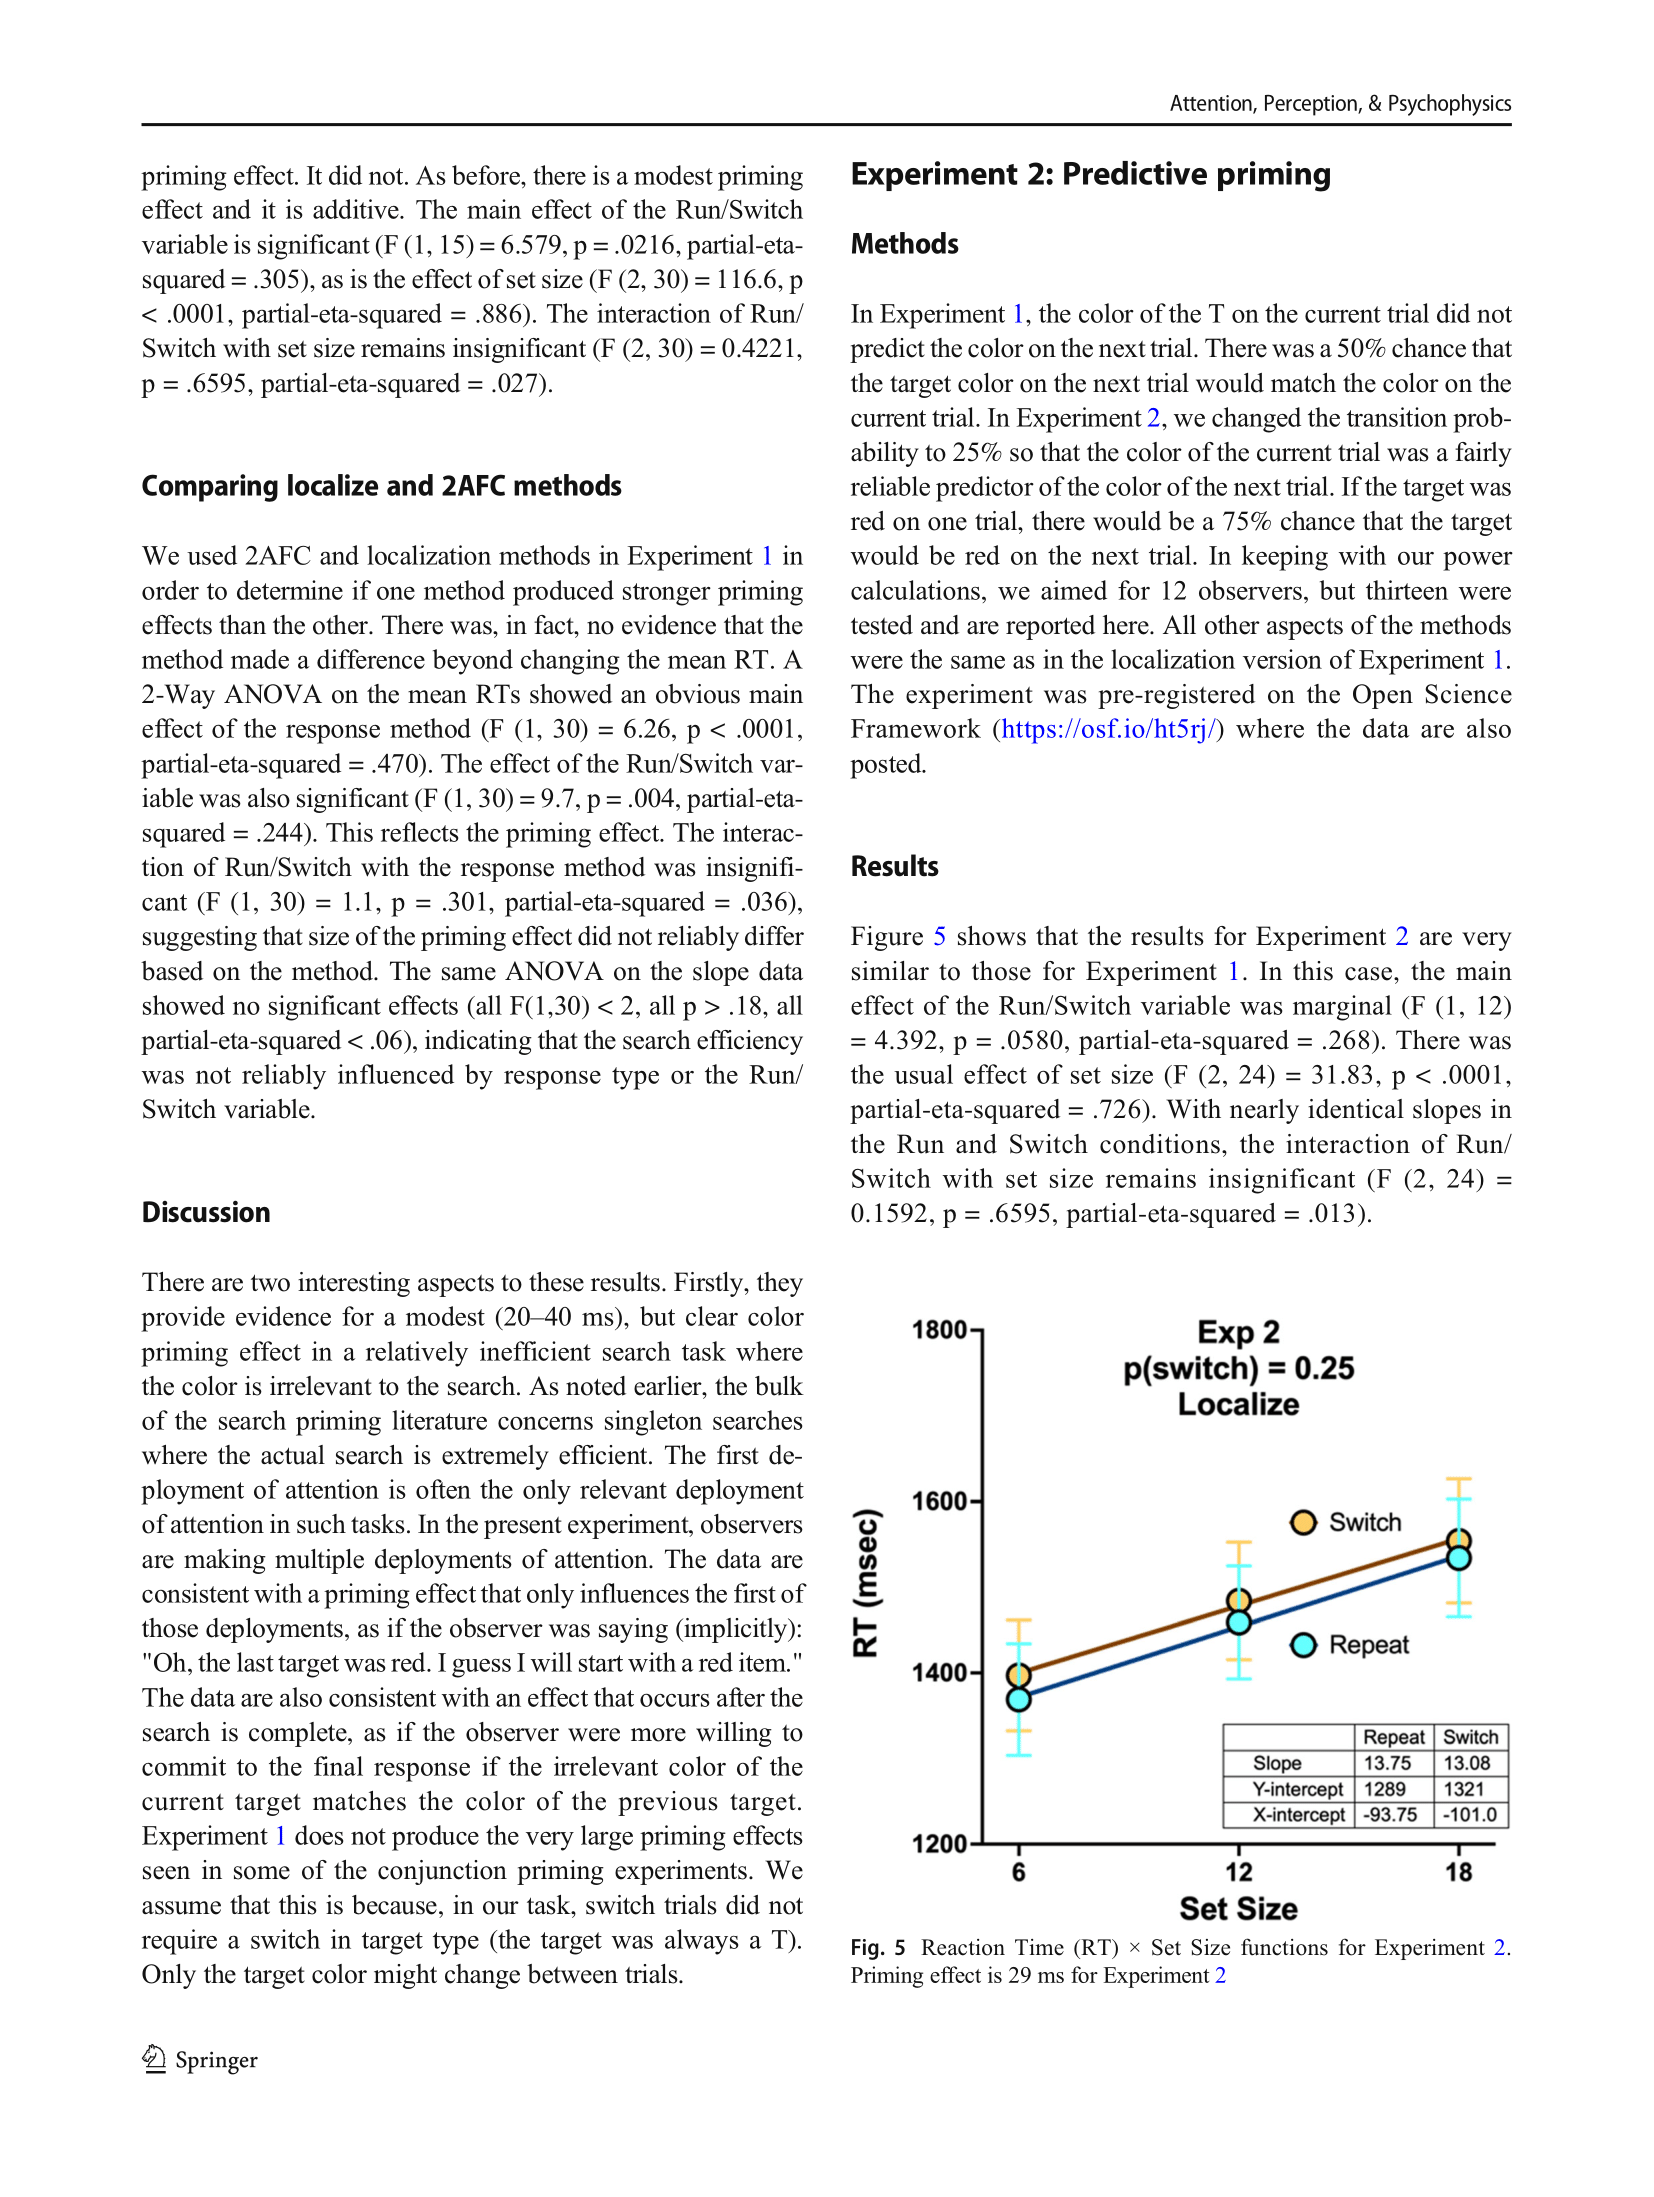 Attention, Perception, & Psychophysics
priming effect. It did not. As before, there is a modest priming
effect and it is additive. The main effect of the Run/Switch
variable is significant (F (1, 15) = 6.579, p = .0216, partial-eta-
squared = .305), as is the effect of set size (F (2, 30) = 116.6, p
< .0001, partial-eta-squared = .886). The interaction of Run/
Switch with set size remains insignificant (F (2, 30) = 0.4221,
p = .6595, partial-eta-squared = .027).
Comparing localize and 2AFC methods
We used 2AFC and localization methods in Experiment 1 in
order to determine if one method produced stronger priming
effects than the other. There was, in fact, no evidence that the
method made a difference beyond changing the mean RT. A
2-Way ANOVA on the mean RTs showed an obvious main
effect of the response method (F (1, 30) = 6.26, p < .0001,
partial-eta-squared = .470). The effect of the Run/Switch var-
iable was also significant (F (1, 30) = 9.7, p = .004, partial-eta-
squared = .244). This reflects the priming effect. The interac-
tion of Run/Switch with the response method was insignifi-
cant (F (1, 30) = 1.1, p = .301, partial-eta-squared = .036),
suggesting that size of the priming effect did not reliably differ
based on the method. The same ANOVA on the slope data
showed no significant effects (all F(1,30) < 2, all p > .18, all
partial-eta-squared < .06), indicating that the search efficiency
was not reliably influenced by response type or the Run/
Switch variable.
Discussion
There are two interesting aspects to these results. Firstly, they
provide evidence for a modest (20–40 ms), but clear color
priming effect in a relatively inefficient search task where
the color is irrelevant to the search. As noted earlier, the bulk
of the search priming literature concerns singleton searches
where the actual search is extremely efficient. The first de-
ployment of attention is often the only relevant deployment
of attention in such tasks. In the present experiment, observers
are making multiple deployments of attention. The data are
consistent with a priming effect that only influences the first of
those deployments, as if the observer was saying (implicitly):
"Oh, the last target was red. I guess I will start with a red item."
The data are also consistent with an effect that occurs after the
search is complete, as if the observer were more willing to
commit to the final response if the irrelevant color of the
current target matches the color of the previous target.
Experiment 1 does not produce the very large priming effects
seen in some of the conjunction priming experiments. We
assume that this is because, in our task, switch trials did not
require a switch in target type (the target was always a T).
Only the target color might change between trials.
Experiment 2: Predictive priming
Methods
In Experiment 1, the color of the T on the current trial did not
predict the color on the next trial. There was a 50% chance that
the target color on the next trial would match the color on the
current trial. In Experiment 2, we changed the transition prob-
ability to 25% so that the color of the current trial was a fairly
reliable predictor of the color of the next trial. If the target was
red on one trial, there would be a 75% chance that the target
would be red on the next trial. In keeping with our power
calculations, we aimed for 12 observers, but thirteen were
tested and are reported here. All other aspects of the methods
were the same as in the localization version of Experiment 1.
The experiment was pre-registered on the Open Science
Framework (https://osf.io/ht5rj/) where the data are also
posted.
Results
Figure 5 shows that the results for Experiment 2 are very
similar to those for Experiment 1. In this case, the main
effect of the Run/Switch variable was marginal (F (1, 12)
= 4.392, p = .0580, partial-eta-squared = .268). There was
the usual effect of set size (F (2, 24) = 31.83, p < .0001,
partial-eta-squared = .726). With nearly identical slopes in
the Run and Switch conditions, the interaction of Run/
Switch with set size remains insignificant (F (2, 24) =
0.1592, p = .6595, partial-eta-squared = .013).
Exp 2
p(switch) = 0.25
Localize
1800
1600
1400
1200
RT (msec)
Switch
Repeat
Repeat Switch
Slope 13.75 13.08
Y-intercept 1289 1321
X-intercept -93.75 -101.0
6 12 18
Set Size
Fig. 5 Reaction Time (RT) × Set Size functions for Experiment 2.
Priming effect is 29 ms for Experiment 2
Springer